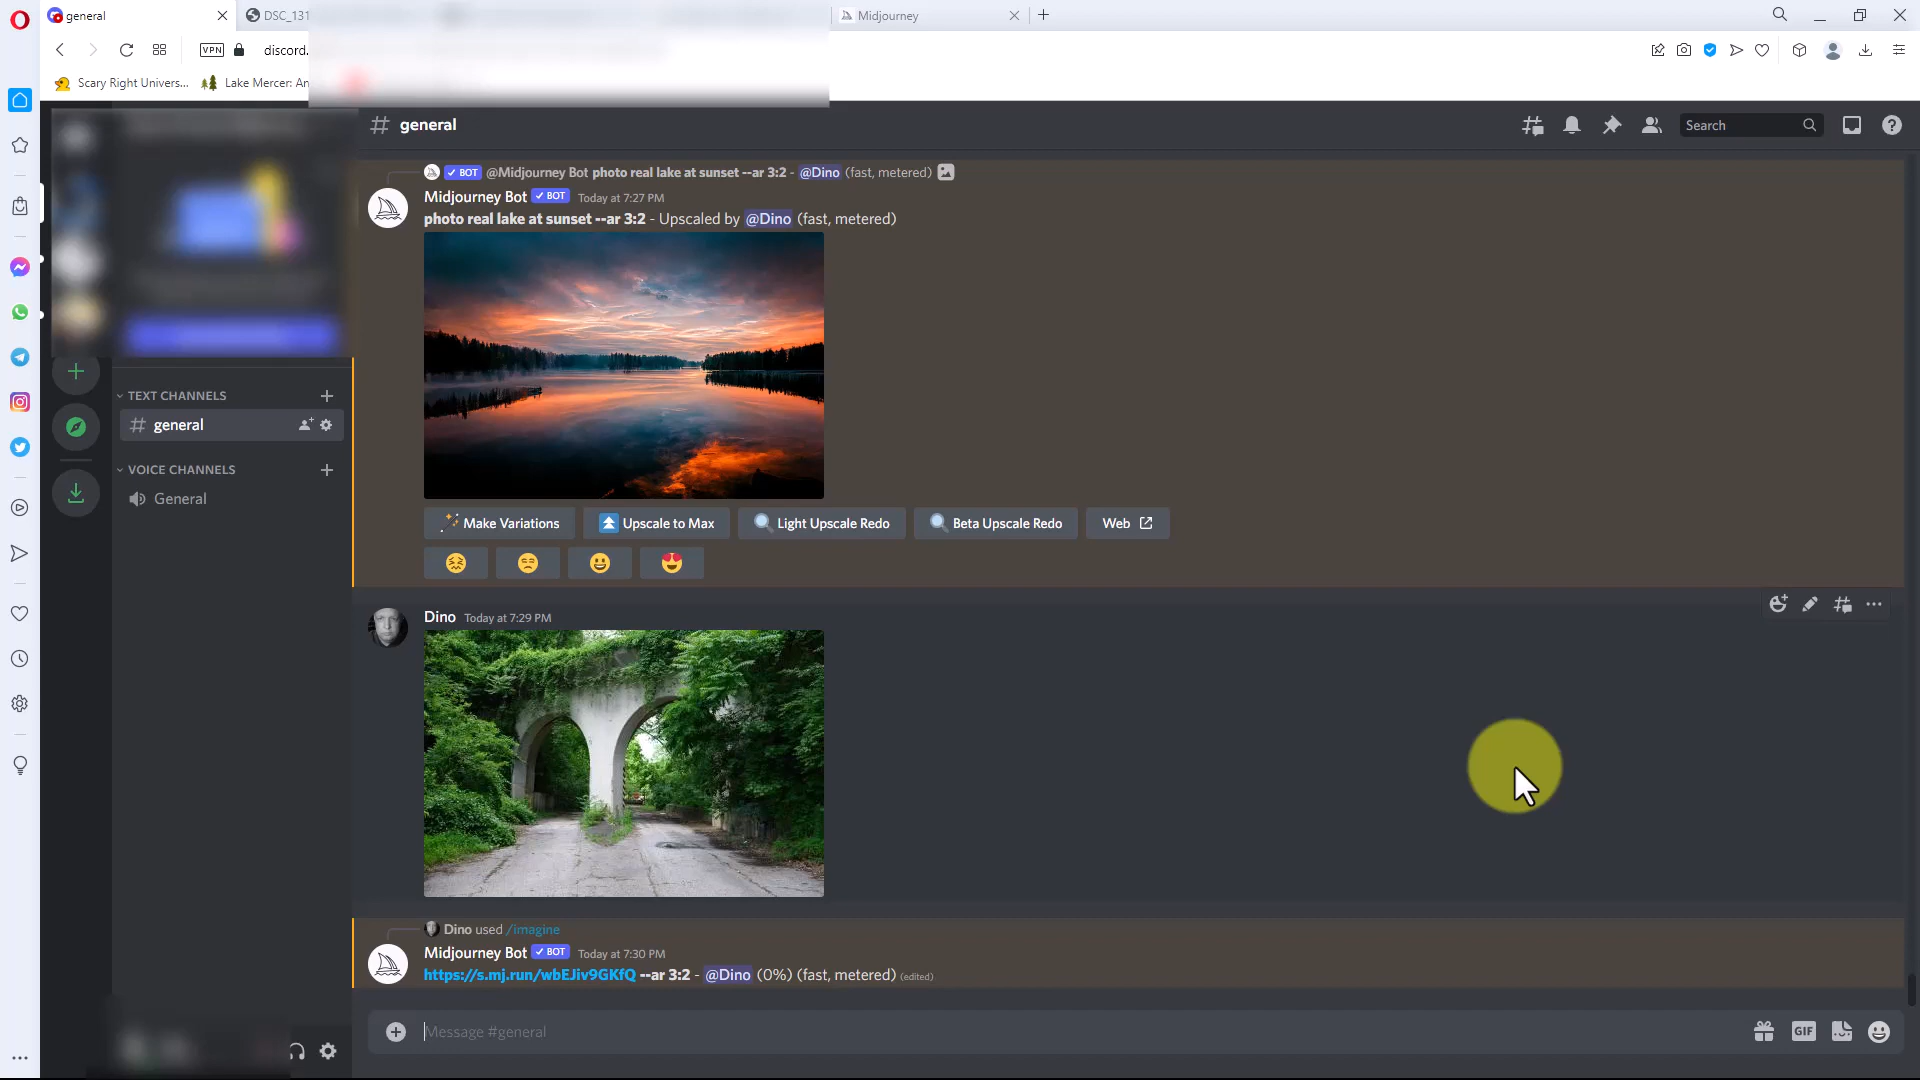 general
DSC_131
Midjourney
VPN
discord.
Scary Right Univers...
Lake Mercer: An
general
Search
BOT @Midjourney Bot photo real lake at sunset --ar 3:2 - @Dino (fast, metered)
Midjourney Bot BOT Today at 7:27 PM
photo real lake at sunset --ar 3:2 - Upscaled by @Dino (fast, metered)
TEXT CHANNELS
general
VOICE CHANNELS
General
Make Variations
Upscale to Max
Light Upscale Redo
Beta Upscale Redo
Web
Dino Today at 7:29 PM
Dino used /imagine
Midjourney Bot BOT Today at 7:30 PM
https://s.mj.run/wbEJiv9GKfQ --ar 3:2 - @Dino (0%) (fast, metered) (edited)
Message #general
GIF